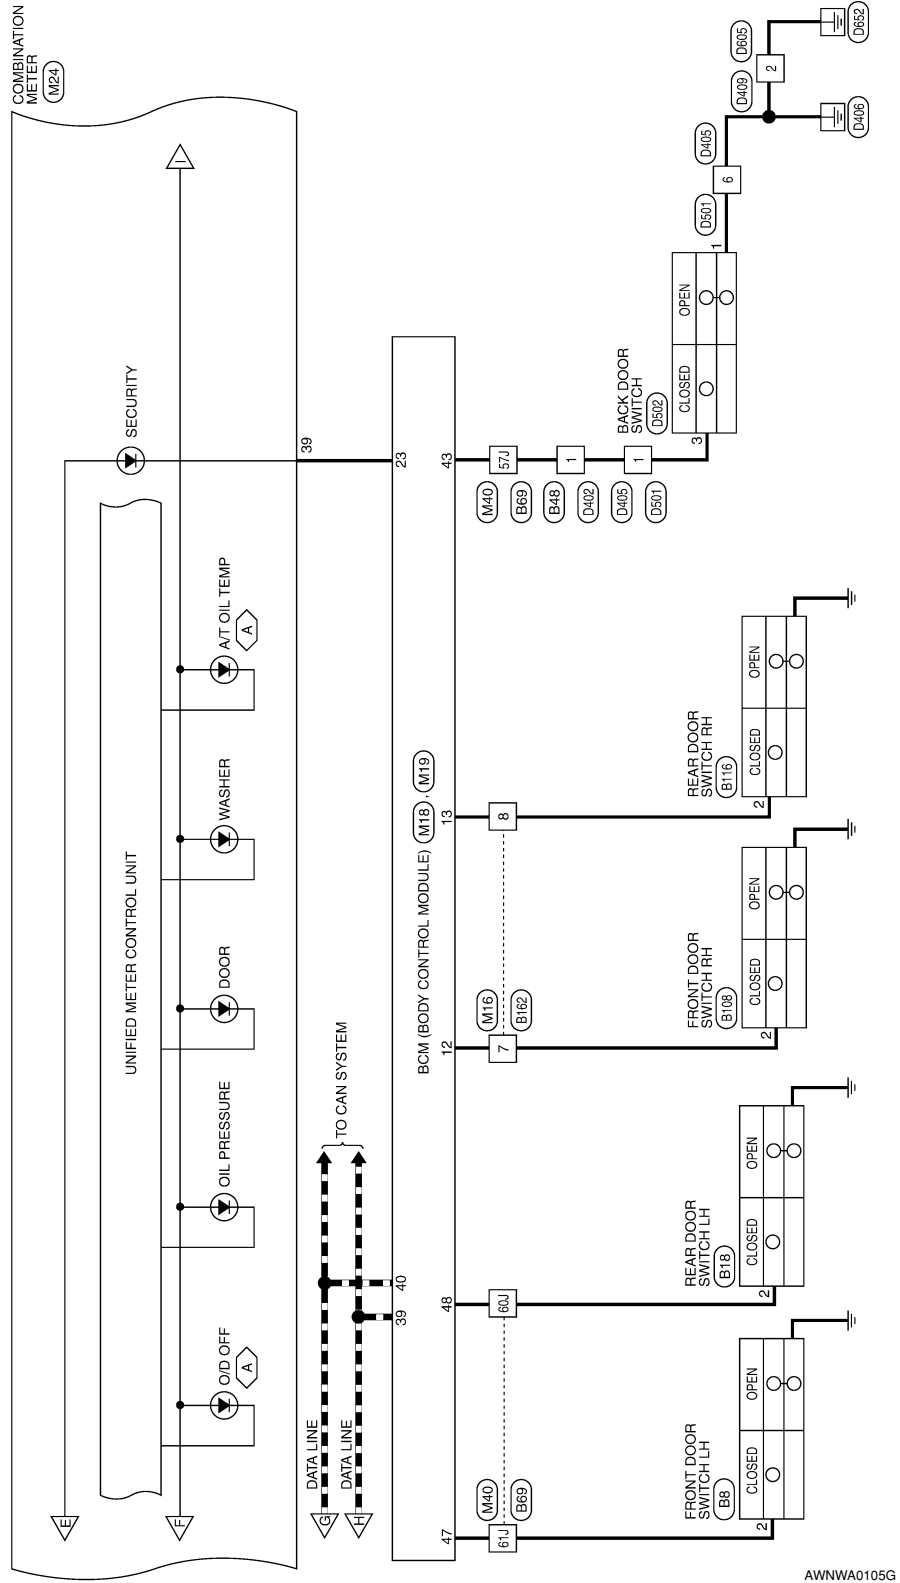 COMBINATION
METER
M24
E
F
I
UNIFIED METER CONTROL UNIT
O/D OFF
A
OIL PRESSURE
DOOR
WASHER
A/T OIL TEMP
A
SECURITY
39
G
H
DATA LINE
DATA LINE
TO CAN SYSTEM
39
40
23
BCM (BODY CONTROL MODULE) M18 , M19
47
48
12
13
43
61J
M40
B69
60J
7
M16
B162
8
57J
M40
B69
1
B48
D402
1
D405
D501
FRONT DOOR
SWITCH LH
B8
2
CLOSED
OPEN
REAR DOOR
SWITCH LH
B18
2
CLOSED
OPEN
FRONT DOOR
SWITCH RH
B108
2
CLOSED
OPEN
REAR DOOR
SWITCH RH
B116
2
CLOSED
OPEN
BACK DOOR
SWITCH
D502
3
CLOSED
OPEN
1
D501
6
D405
D409
2
D605
D406
D652
AWNWA0105G